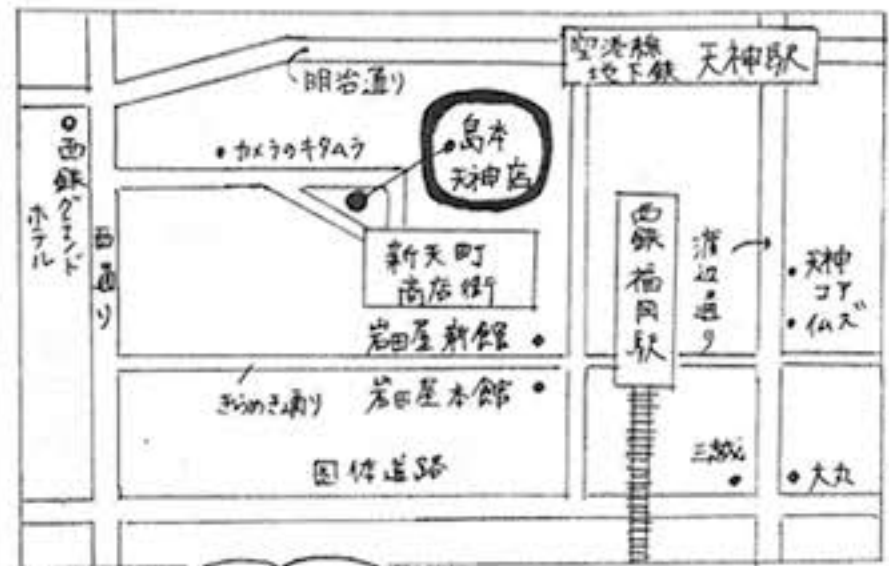 空港線
地下鉄 天神駅
明治通り
島本
天神店
カメラのキタムラ
西鉄グランド
ホテル
西通り
新天町
商店街
西鉄福岡駅
渡辺通り
天神
コア
イムズ
岩田屋新館
きらめき通り
岩田屋本館
国体道路
三越
大丸